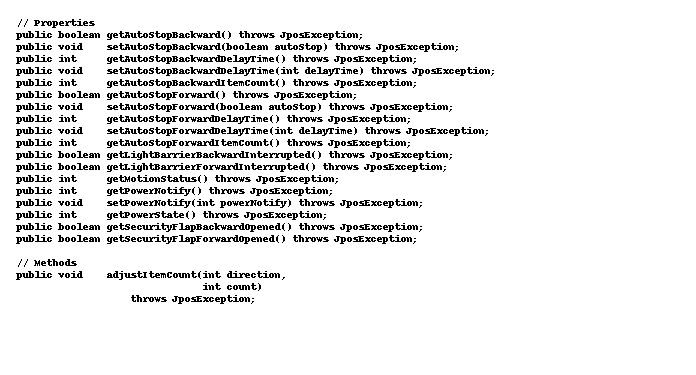 // Properties
public boolean getAutoStopBackward() throws JposException;
public void    setAutoStopBackward(boolean autoStop) throws JposException;
public int     getAutoStopBackwardDelayTime() throws JposException;
public void    setAutoStopBackwardDelayTime(int delayTime) throws JposException;
public int     getAutoStopBackwardItemCount() throws JposException;
public boolean getAutoStopForward() throws JposException;
public void    setAutoStopForward(boolean autoStop) throws JposException;
public int     getAutoStopForwardDelayTime() throws JposException;
public void    setAutoStopForwardDelayTime(int delayTime) throws JposException;
public int     getAutoStopForwardItemCount() throws JposException;
public boolean getLightBarrierBackwardInterrupted() throws JposException;
public boolean getLightBarrierForwardInterrupted() throws JposException;
public int     getMotionStatus() throws JposException;
public int     getPowerNotify() throws JposException;
public void    setPowerNotify(int powerNotify) throws JposException;
public int     getPowerState() throws JposException;
public boolean getSecurityFlapBackwardOpened() throws JposException;
public boolean getSecurityFlapForwardOpened() throws JposException;

// Methods
public void    adjustItemCount(int direction,
                               int count)
                   throws JposException;